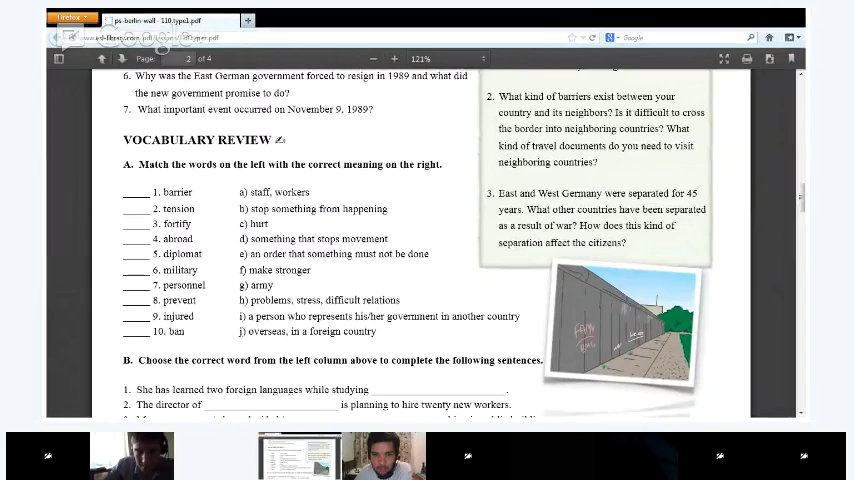 Firefox
ps-berlin-wall - 110.type1.pdf
Google
Page: 2 of 4
121%
6. Why was the East German government forced to resign in 1989 and what did
the new government promise to do?
7. What important event occurred on November 9, 1989?
VOCABULARY REVIEW
A. Match the words on the left with the correct meaning on the right.
_____ 1. barrier a) staff, workers
_____ 2. tension b) stop something from happening
_____ 3. fortify c) hurt
_____ 4. abroad d) something that stops movement
_____ 5. diplomat e) an order that something must not be done
_____ 6. military f) make stronger
_____ 7. personnel g) army
_____ 8. prevent h) problems, stress, difficult relations
_____ 9. injured i) a person who represents his/her government in another country
_____ 10. ban j) overseas, in a foreign country
B. Choose the correct word from the left column above to complete the following sentences.
1. She has learned two foreign languages while studying ____________________.
2. The director of ____________________ is planning to hire twenty new workers.
2. What kind of barriers exist between your
country and its neighbors? Is it difficult to cross
the border into neighboring countries? What
kind of travel documents do you need to visit
neighboring countries?
3. East and West Germany were separated for 45
years. What other countries have been separated
as a result of war? How does this kind of
separation affect the citizens?